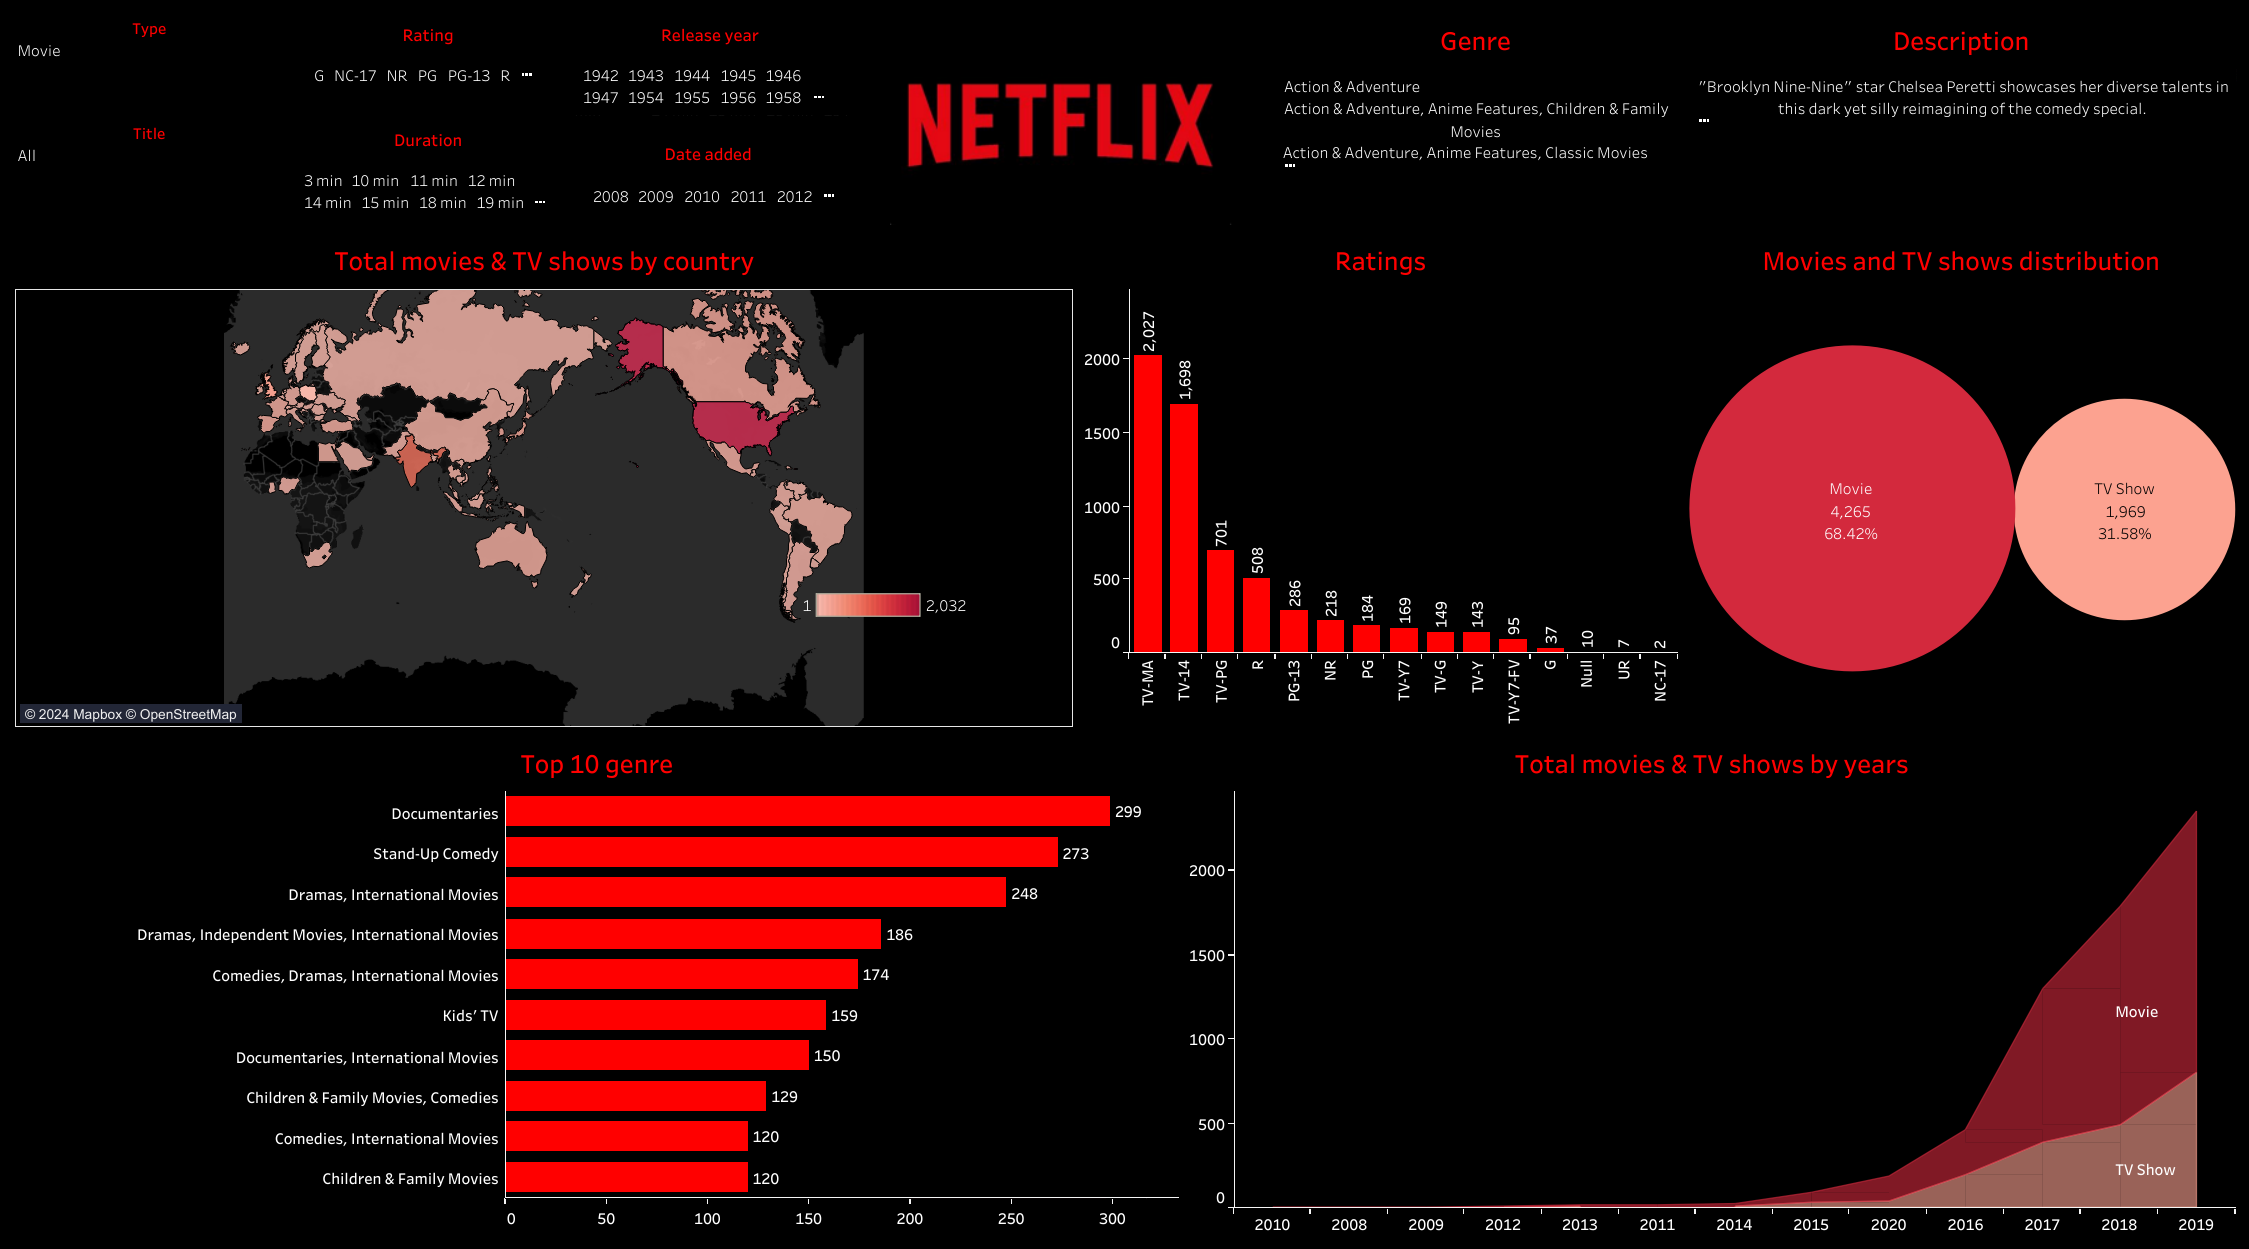 Type
Movie
Title
All
Rating
G NC-17 NR PG PG-13 R ...
Duration
3 min 10 min 11 min 12 min
14 min 15 min 18 min 19 min ...
Release year
1942 1943 1944 1945 1946
1947 1954 1955 1956 1958 ...
Date added
2008 2009 2010 2011 2012 ...
NETFLIX
Genre
Action & Adventure
Action & Adventure, Anime Features, Children & Family
Movies
Action & Adventure, Anime Features, Classic Movies
...
Description
"Brooklyn Nine-Nine" star Chelsea Peretti showcases her diverse talents in
this dark yet silly reimagining of the comedy special.
...
Total movies & TV shows by country
1 2,032
© 2024 Mapbox © OpenStreetMap
Ratings
2000
1500
1000
500
0
2,027
1,698
701
508
286
218
184
169
149
143
95
37
10
7
2
TV-MA
TV-14
TV-PG
R
PG-13
NR
PG
TV-Y7
TV-G
TV-Y
TV-Y7-FV
G
Null
UR
NC-17
Movies and TV shows distribution
Movie
4,265
68.42%
TV Show
1,969
31.58%
Top 10 genre
Documentaries 299
Stand-Up Comedy 273
Dramas, International Movies 248
Dramas, Independent Movies, International Movies 186
Comedies, Dramas, International Movies 174
Kids' TV 159
Documentaries, International Movies 150
Children & Family Movies, Comedies 129
Comedies, International Movies 120
Children & Family Movies 120
0 50 100 150 200 250 300
Total movies & TV shows by years
2000
1500
1000
500
0
Movie
TV Show
2010 2008 2009 2012 2013 2011 2014 2015 2020 2016 2017 2018 2019